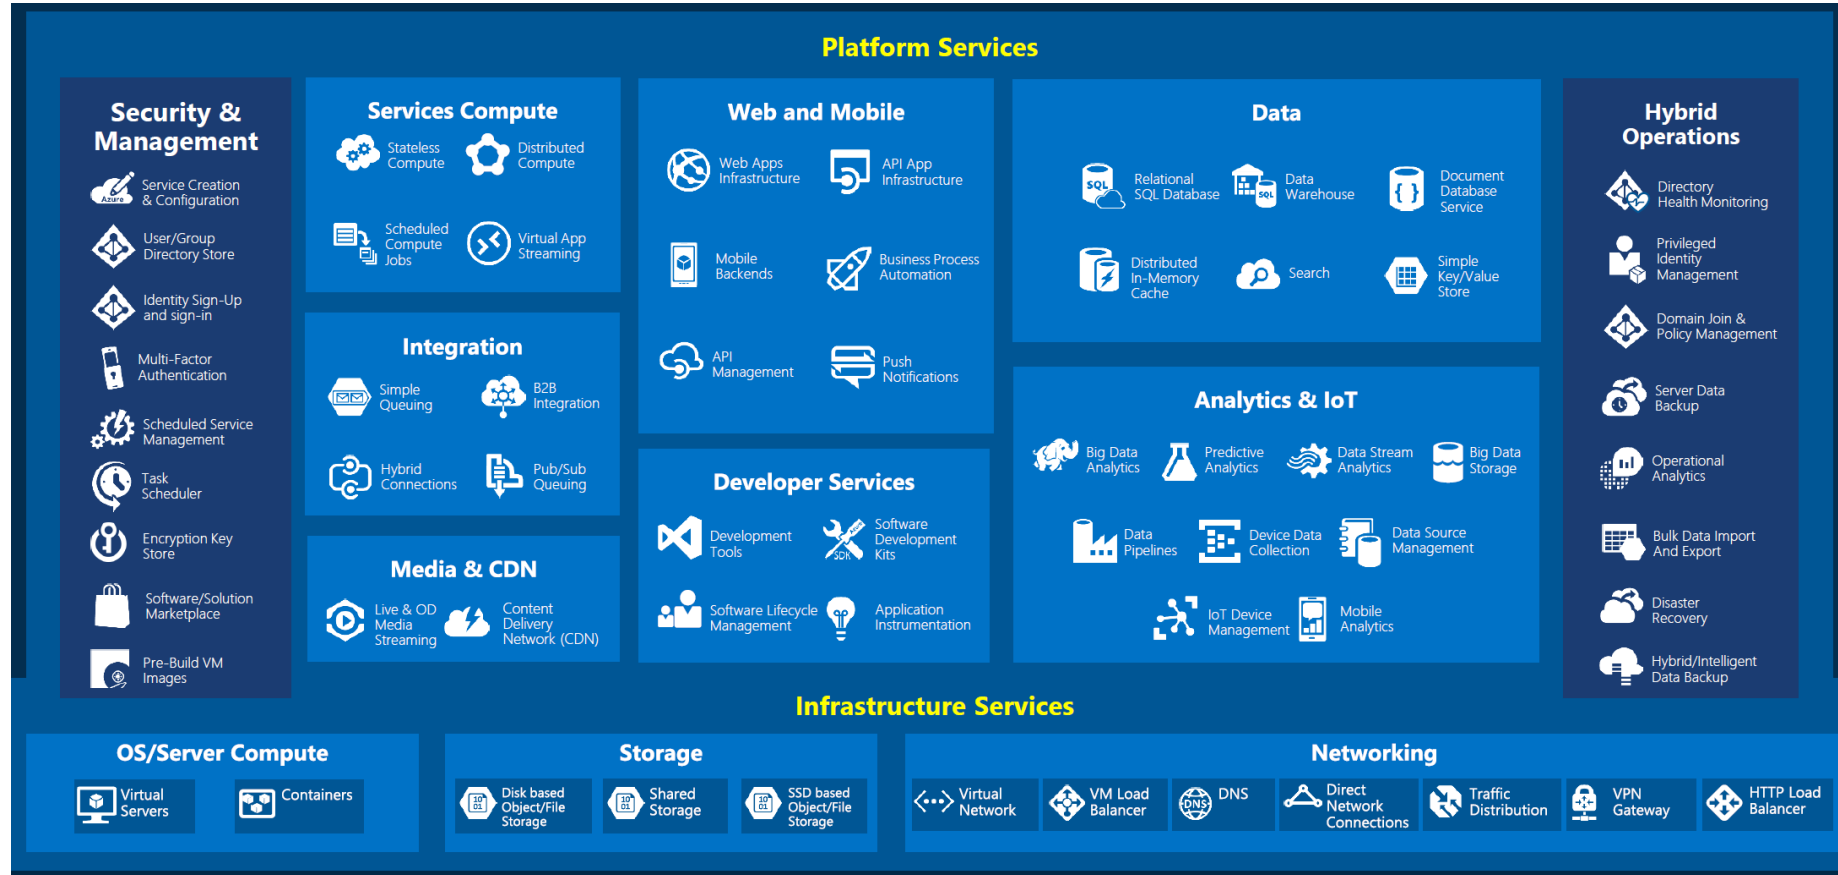 Platform Services
Security &
Management
Service Creation
& Configuration
Azure
User/Group
Directory Store
Identity Sign-Up
and sign-in
Multi-Factor
Authentication
Scheduled Service
Management
Task
Scheduler
Encryption Key
Store
Software/Solution
Marketplace
Pre-Build VM
Images
Services Compute
Stateless
Compute
Distributed
Compute
Scheduled
Compute
Jobs
Virtual App
Streaming
Integration
Simple
Queuing
B2B
Integration
Hybrid
Connections
Pub/Sub
Queuing
Media & CDN
Live & OD
Media
Streaming
Content
Delivery
Network (CDN)
Web and Mobile
Web Apps
Infrastructure
API App
Infrastructure
Mobile
Backends
Business Process
Automation
API
Management
Push
Notifications
Developer Services
Development
Tools
SDK
Software
Development
Kits
Software Lifecycle
Management
Application
Instrumentation
Data
SQL
Relational
SQL Database
SQL
Data
Warehouse
{ }
Document
Database
Service
Distributed
In-Memory
Cache
Search
Simple
Key/Value
Store
Analytics & IoT
Big Data
Analytics
Predictive
Analytics
Data Stream
Analytics
Big Data
Storage
Data
Pipelines
Device Data
Collection
Data Source
Management
IoT Device
Management
Mobile
Analytics
Hybrid
Operations
Directory
Health Monitoring
Privileged
Identity
Management
Domain Join &
Policy Management
Server Data
Backup
Operational
Analytics
Bulk Data Import
And Export
Disaster
Recovery
Hybrid/Intelligent
Data Backup
Infrastructure Services
OS/Server Compute
Virtual
Servers
Containers
Storage
10
01
Disk based
Object/File
Storage
10
01
Shared
Storage
10
01
SSD based
Object/File
Storage
Networking
Virtual
Network
VM Load
Balancer
DNS
DNS
Direct
Network
Connections
Traffic
Distribution
VPN
Gateway
HTTP Load
Balancer